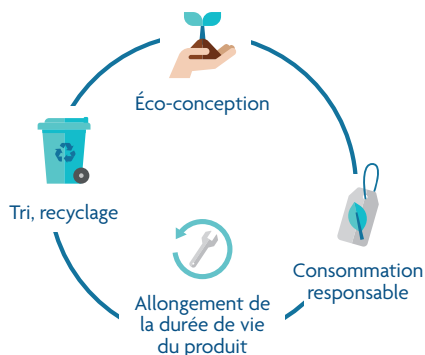 Éco-conception
Tri, recyclage
Consommation
responsable
Allongement de
la durée de vie
du produit